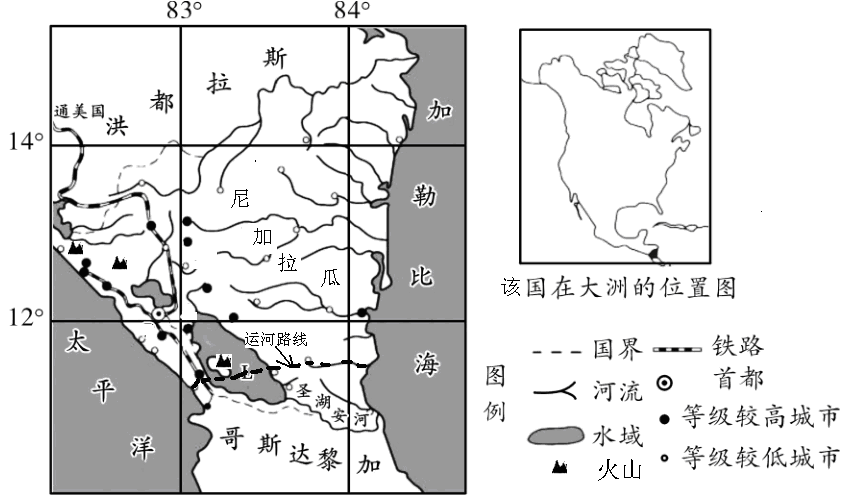 83° 84°
通美国
洪都拉斯
加勒比海
14°
尼加拉瓜
12°
运河路线
L
太平洋
圣湖安河
哥斯达黎加
该国在大洲的位置图
图例
国界
铁路
河流
首都
水域
等级较高城市
火山
等级较低城市